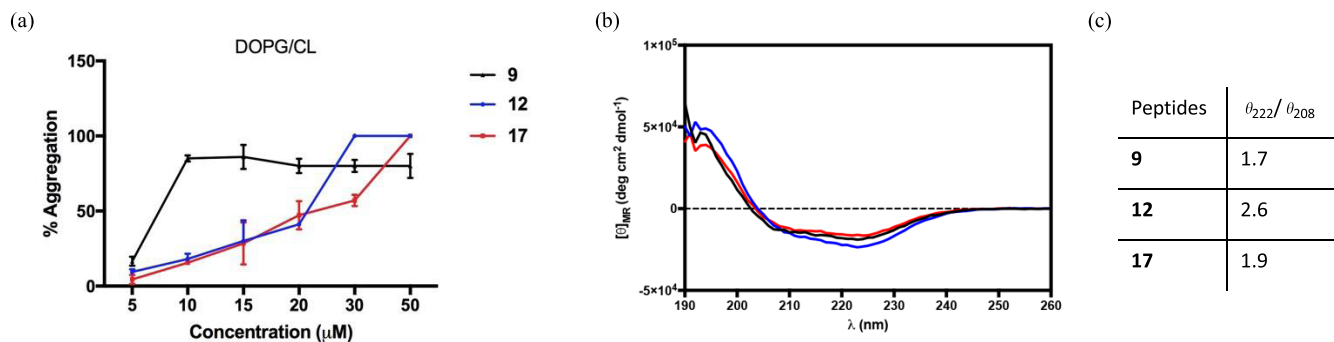 (a)
DOPG/CL
% Aggregation
150
100
50
0
5 10 15 20 30 50
Concentration (μM)
9
12
17
(b)
[θ]MR (deg cm² dmol⁻¹)
1×10⁵
5×10⁴
0
-5×10⁴
190 200 210 220 230 240 250 260
λ (nm)
(c)
Peptides θ₂₂₂/ θ₂₀₈
9 1.7
12 2.6
17 1.9